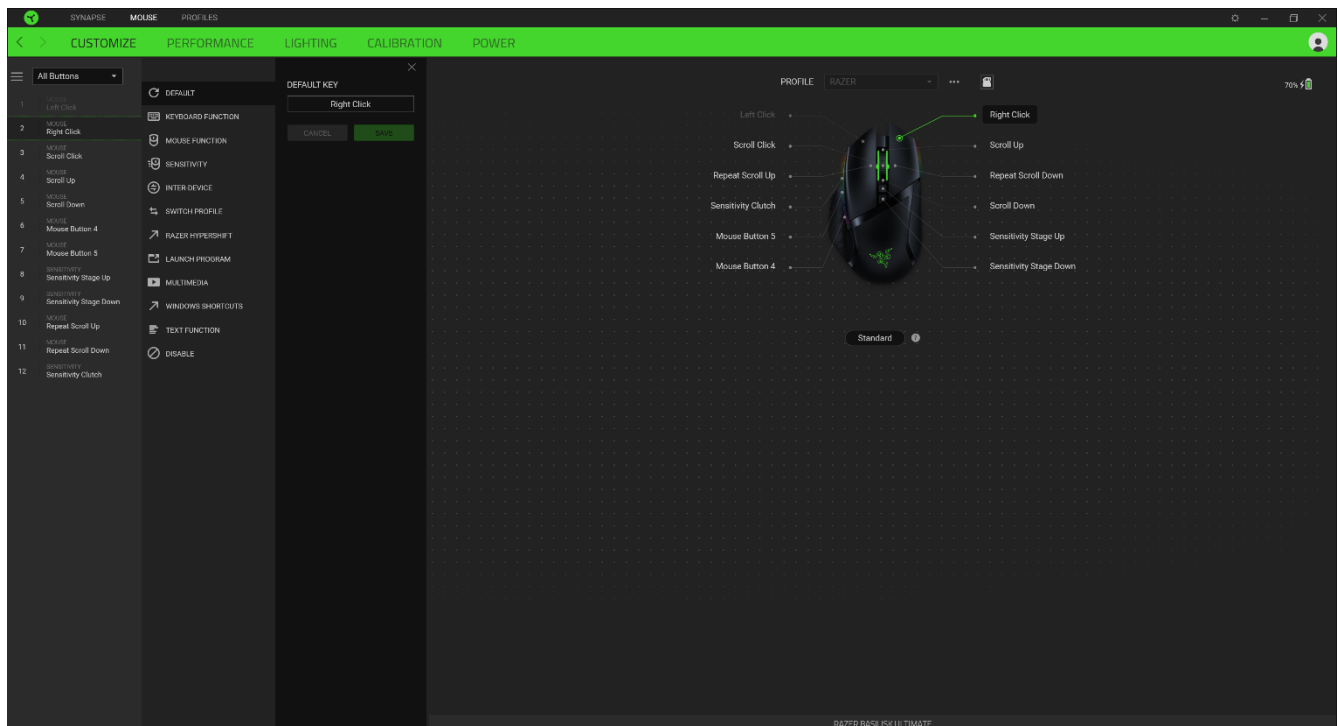 SYNAPSE MOUSE PROFILES
CUSTOMIZE PERFORMANCE LIGHTING CALIBRATION POWER
All Buttons
1 MOUSE
Left Click
2 MOUSE
Right Click
3 MOUSE
Scroll Click
4 MOUSE
Scroll Up
5 MOUSE
Scroll Down
6 MOUSE
Mouse Button 4
7 MOUSE
Mouse Button 5
8 SENSITIVITY
Sensitivity Stage Up
9 SENSITIVITY
Sensitivity Stage Down
10 MOUSE
Repeat Scroll Up
11 MOUSE
Repeat Scroll Down
12 SENSITIVITY
Sensitivity Clutch
DEFAULT
KEYBOARD FUNCTION
MOUSE FUNCTION
SENSITIVITY
INTER-DEVICE
SWITCH PROFILE
RAZER HYPERSHIFT
LAUNCH PROGRAM
MULTIMEDIA
WINDOWS SHORTCUTS
TEXT FUNCTION
DISABLE
DEFAULT KEY
Right Click
CANCEL SAVE
PROFILE RAZER
70%
Left Click
Scroll Click
Repeat Scroll Up
Sensitivity Clutch
Mouse Button 5
Mouse Button 4
Right Click
Scroll Up
Repeat Scroll Down
Scroll Down
Sensitivity Stage Up
Sensitivity Stage Down
Standard
RAZER BASILISK ULTIMATE